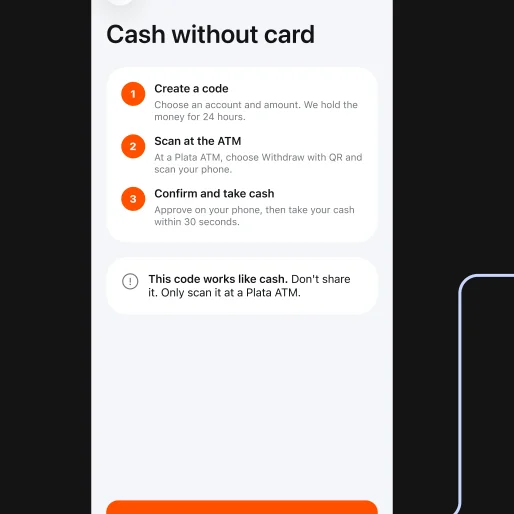 Cash without card
1
Create a code
Choose an account and amount. We hold the
money for 24 hours.
2
Scan at the ATM
At a Plata ATM, choose Withdraw with QR and
scan your phone.
3
Confirm and take cash
Approve on your phone, then take your cash
within 30 seconds.
This code works like cash. Don't share
it. Only scan it at a Plata ATM.